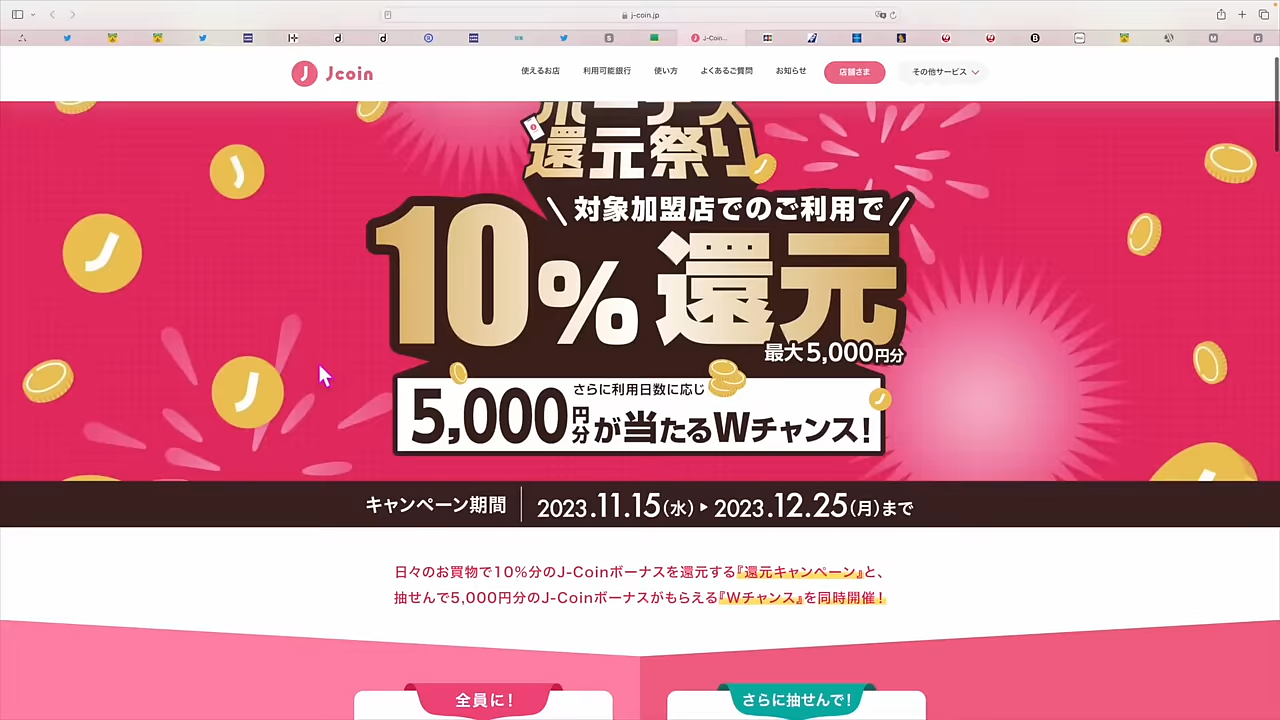 j-coin.jp
J-Coin...
Jcoin
使えるお店
利用可能銀行
使い方
よくあるご質問
お知らせ
店舗さま
その他サービス
ボーナス
還元祭り
対象加盟店でのご利用で
10%還元
最大5,000円分
さらに利用日数に応じ
5,000円分が当たるWチャンス!
キャンペーン期間 2023.11.15(水)▶2023.12.25(月)まで
日々のお買物で10%分のJ-Coinボーナスを還元する『還元キャンペーン』と、
抽せんで5,000円分のJ-Coinボーナスがもらえる『Wチャンス』を同時開催！
全員に！
さらに抽せんで！